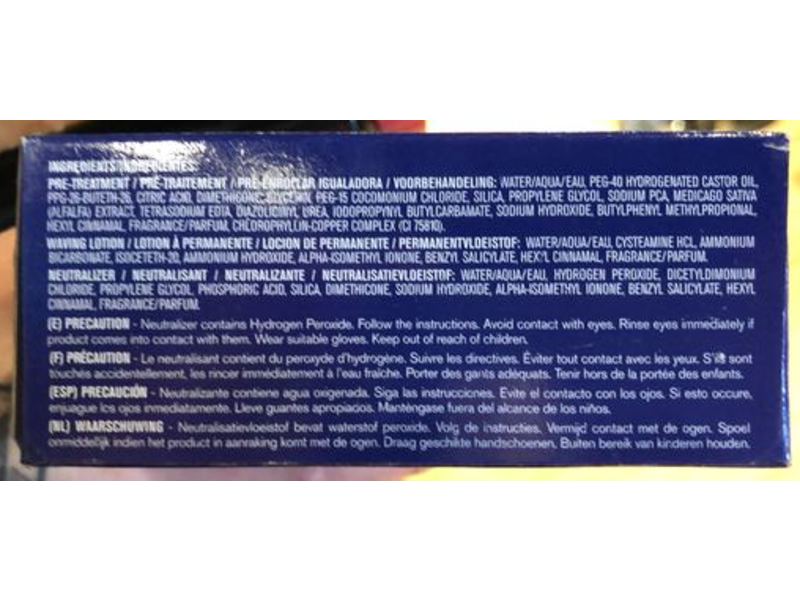 INGREDIENTS/INGREDIENTES:
PRE-TREATMENT / PRÉ-TRAITEMENT / PRE-ENROLLAR IGUALADORA / VOORBEHANDELING: WATER/AQUA/EAU, PEG-40 HYDROGENATED CASTOR OIL,
PPG-26-BUTETH-26, CITRIC ACID, DIMETHICONE, GLYCERIN, PEG-15 COCOMONIUM CHLORIDE, SILICA, PROPYLENE GLYCOL, SODIUM PCA, MEDICAGO SATIVA
(ALFALFA) EXTRACT, TETRASODIUM EDTA, DIAZOLICINYL UREA, IODOPROPYNYL BUTYLCARBAMATE, SODIUM HYDROXIDE, BUTYLPHENYL METHYLPROPIONAL,
HEXYL CINNAMAL, FRAGRANCE/PARFUM, CHLOROPHYLLIN-COPPER COMPLEX (CI 75810).
WAVING LOTION / LOTION À PERMANENTE / LOCION DE PERMANENTE / PERMANENTVLOEISTOF: WATER/AQUA/EAU, CYSTEAMINE HCL, AMMONIUM
BICARBONATE, ISOCETETH-20, AMMONIUM HYDROXIDE, ALPHA-ISOMETHYL IONONE, BENZYL SALICYLATE, HEXYL CINNAMAL, FRAGRANCE/PARFUM.
NEUTRALIZER / NEUTRALISANT / NEUTRALIZANTE / NEUTRALISATIEVLOEISTOF: WATER/AQUA/EAU, HYDROGEN PEROXIDE, DICETYLDIMONIUM
CHLORIDE, PROPYLENE GLYCOL, PHOSPHORIC ACID, SILICA, DIMETHICONE, SODIUM HYDROXIDE, ALPHA-ISOMETHYL IONONE, BENZYL SALICYLATE, HEXYL
CINNAMAL, FRAGRANCE/PARFUM.
(E) PRECAUTION - Neutralizer contains Hydrogen Peroxide. Follow the instructions. Avoid contact with eyes. Rinse eyes immediately if
product comes into contact with them. Wear suitable gloves. Keep out of reach of children.
(F) PRÉCAUTION - Le neutralisant contient du peroxyde d'hydrogène. Suivre les directives. Éviter tout contact avec les yeux. S'ils sont
touchés accidentellement, les rincer immédiatement à l'eau fraîche. Porter des gants adéquats. Tenir hors de la portée des enfants.
(ESP) PRECAUCIÓN - Neutralizante contiene agua oxigenada. Siga las instrucciones. Evite el contacto con los ojos. Si esto occure,
enjuague los ojos inmediatamente. Lleve guantes apropiados. Manténgase fuera del alcance de los niños.
(NL) WAARSCHUWING - Neutralisatievloeistof bevat waterstof peroxide. Volg de instructies. Vermijd contact met de ogen. Spoel
onmiddelijk indien het product in aanraking komt met de ogen. Draag geschikte handschoenen. Buiten bereik van kinderen houden.